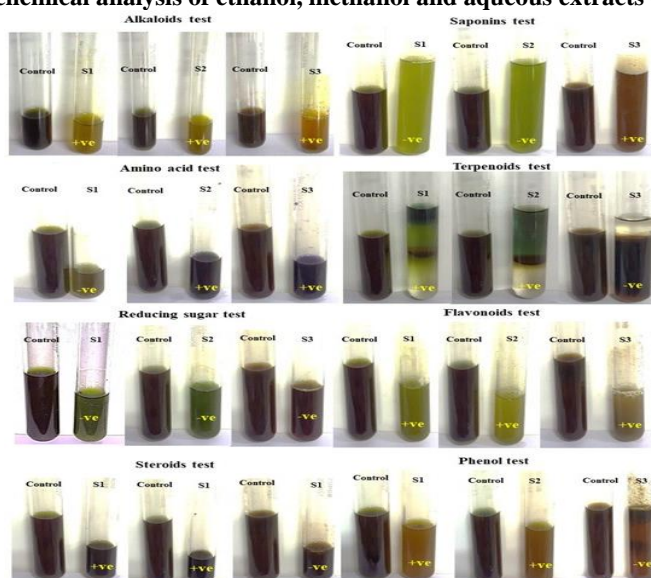 chemical analysis of ethanol, methanol and aqueous extracts
Alkaloids test
Control S1 Control S2 Control S3
+ve +ve +ve
Saponins test
Control S1 Control S2 Control S3
-ve -ve +ve
Amino acid test
Control S1 Control S2 Control S3
-ve +ve +ve
Terpenoids test
Control S1 Control S2 Control S3
+ve +ve -ve
Reducing sugar test
Control S1 Control S2 Control S3
-ve +ve -ve
Flavonoids test
Control S1 Control S2 Control S3
+ve +ve +ve
Steroids test
Control S1 Control S1 Control S1
+ve +ve -ve
Phenol test
Control S1 Control S2 Control S3
+ve +ve -ve